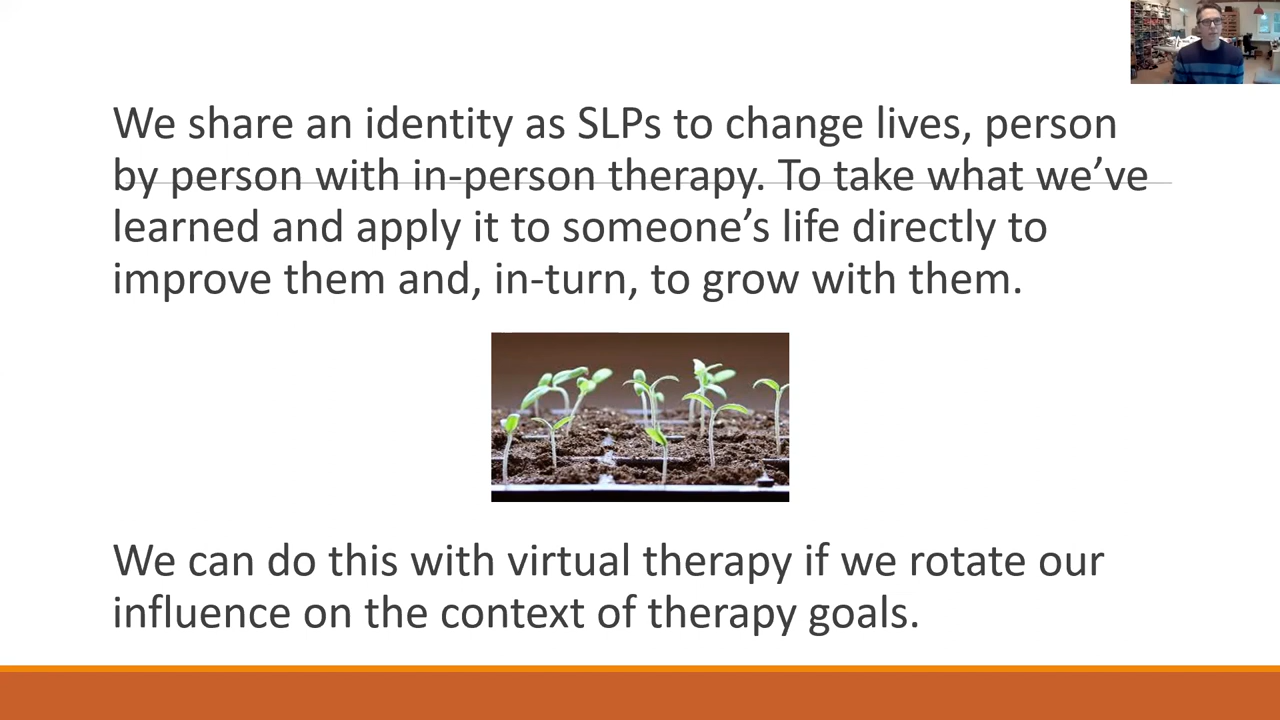 We share an identity as SLPs to change lives, person
by person with in-person therapy. To take what we’ve
learned and apply it to someone’s life directly to
improve them and, in-turn, to grow with them.
We can do this with virtual therapy if we rotate our
influence on the context of therapy goals.